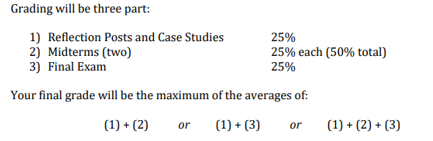 Grading will be three part:
1) Reflection Posts and Case Studies 25%
2) Midterms (two) 25% each (50% total)
3) Final Exam 25%
Your final grade will be the maximum of the averages of:
(1) + (2) or (1) + (3) or (1) + (2) + (3)